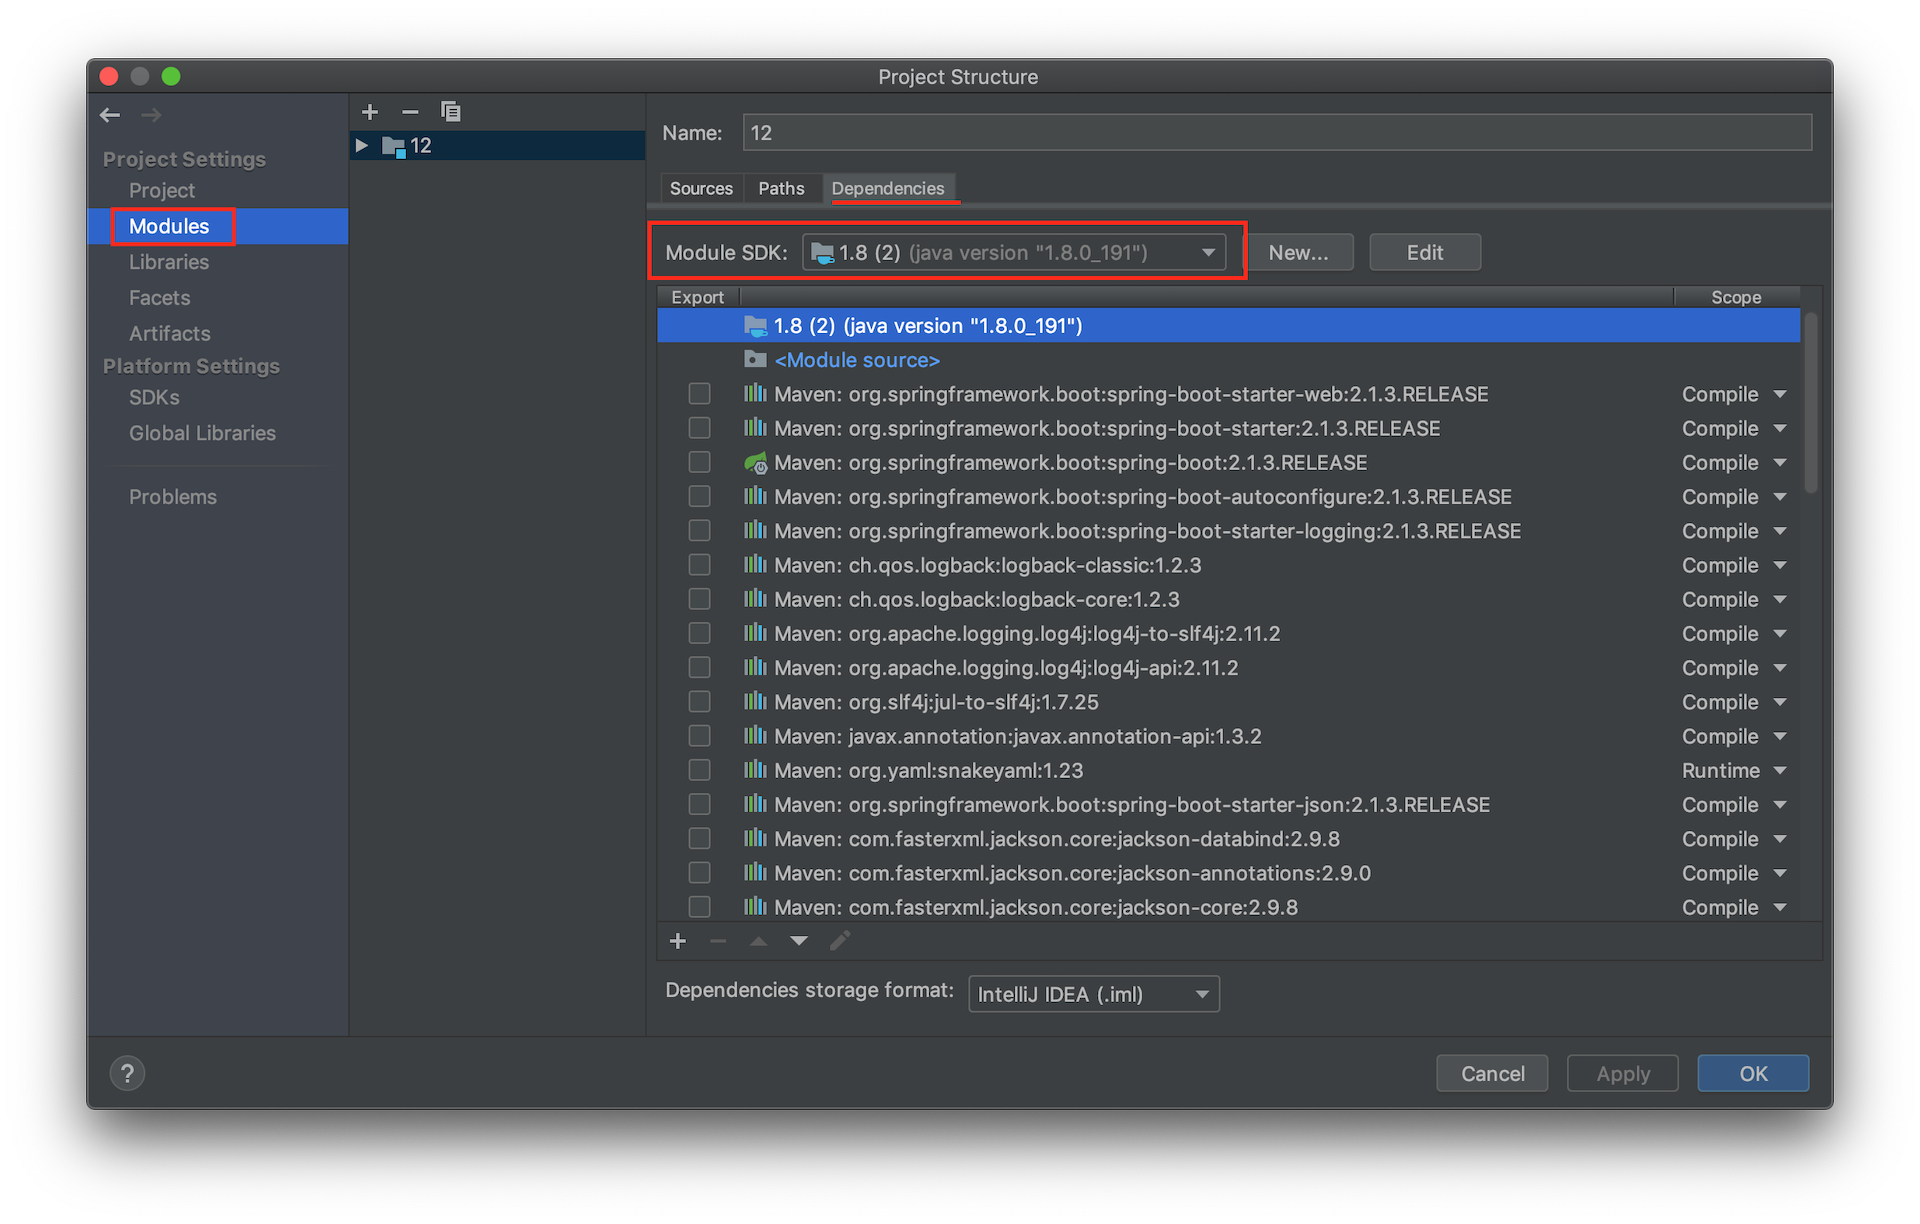 Project Structure
Project Settings
Project
Modules
Libraries
Facets
Artifacts
Platform Settings
SDKs
Global Libraries
Problems
12
Name: 12
Sources Paths Dependencies
Module SDK: 1.8 (2) (java version "1.8.0_191") New... Edit
Export Scope
1.8 (2) (java version "1.8.0_191")
<Module source>
Maven: org.springframework.boot:spring-boot-starter-web:2.1.3.RELEASE Compile
Maven: org.springframework.boot:spring-boot-starter:2.1.3.RELEASE Compile
Maven: org.springframework.boot:spring-boot:2.1.3.RELEASE Compile
Maven: org.springframework.boot:spring-boot-autoconfigure:2.1.3.RELEASE Compile
Maven: org.springframework.boot:spring-boot-starter-logging:2.1.3.RELEASE Compile
Maven: ch.qos.logback:logback-classic:1.2.3 Compile
Maven: ch.qos.logback:logback-core:1.2.3 Compile
Maven: org.apache.logging.log4j:log4j-to-slf4j:2.11.2 Compile
Maven: org.apache.logging.log4j:log4j-api:2.11.2 Compile
Maven: org.slf4j:jul-to-slf4j:1.7.25 Compile
Maven: javax.annotation:javax.annotation-api:1.3.2 Compile
Maven: org.yaml:snakeyaml:1.23 Runtime
Maven: org.springframework.boot:spring-boot-starter-json:2.1.3.RELEASE Compile
Maven: com.fasterxml.jackson.core:jackson-databind:2.9.8 Compile
Maven: com.fasterxml.jackson.core:jackson-annotations:2.9.0 Compile
Maven: com.fasterxml.jackson.core:jackson-core:2.9.8 Compile
Dependencies storage format: IntelliJ IDEA (.iml)
? Cancel Apply OK